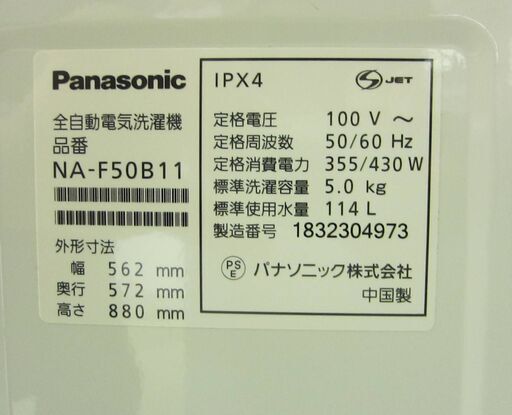 Panasonic
全自動電気洗濯機
品番
NA-F50B11
外形寸法
幅 562 mm
奥行 572 mm
高さ 880 mm
IPX4
S JET
定格電圧 100 V ～
定格周波数 50/60 Hz
定格消費電力 355/430 W
標準洗濯容量 5.0 kg
標準使用水量 114 L
製造番号 1832304973
PS
E
パナソニック株式会社
中国製